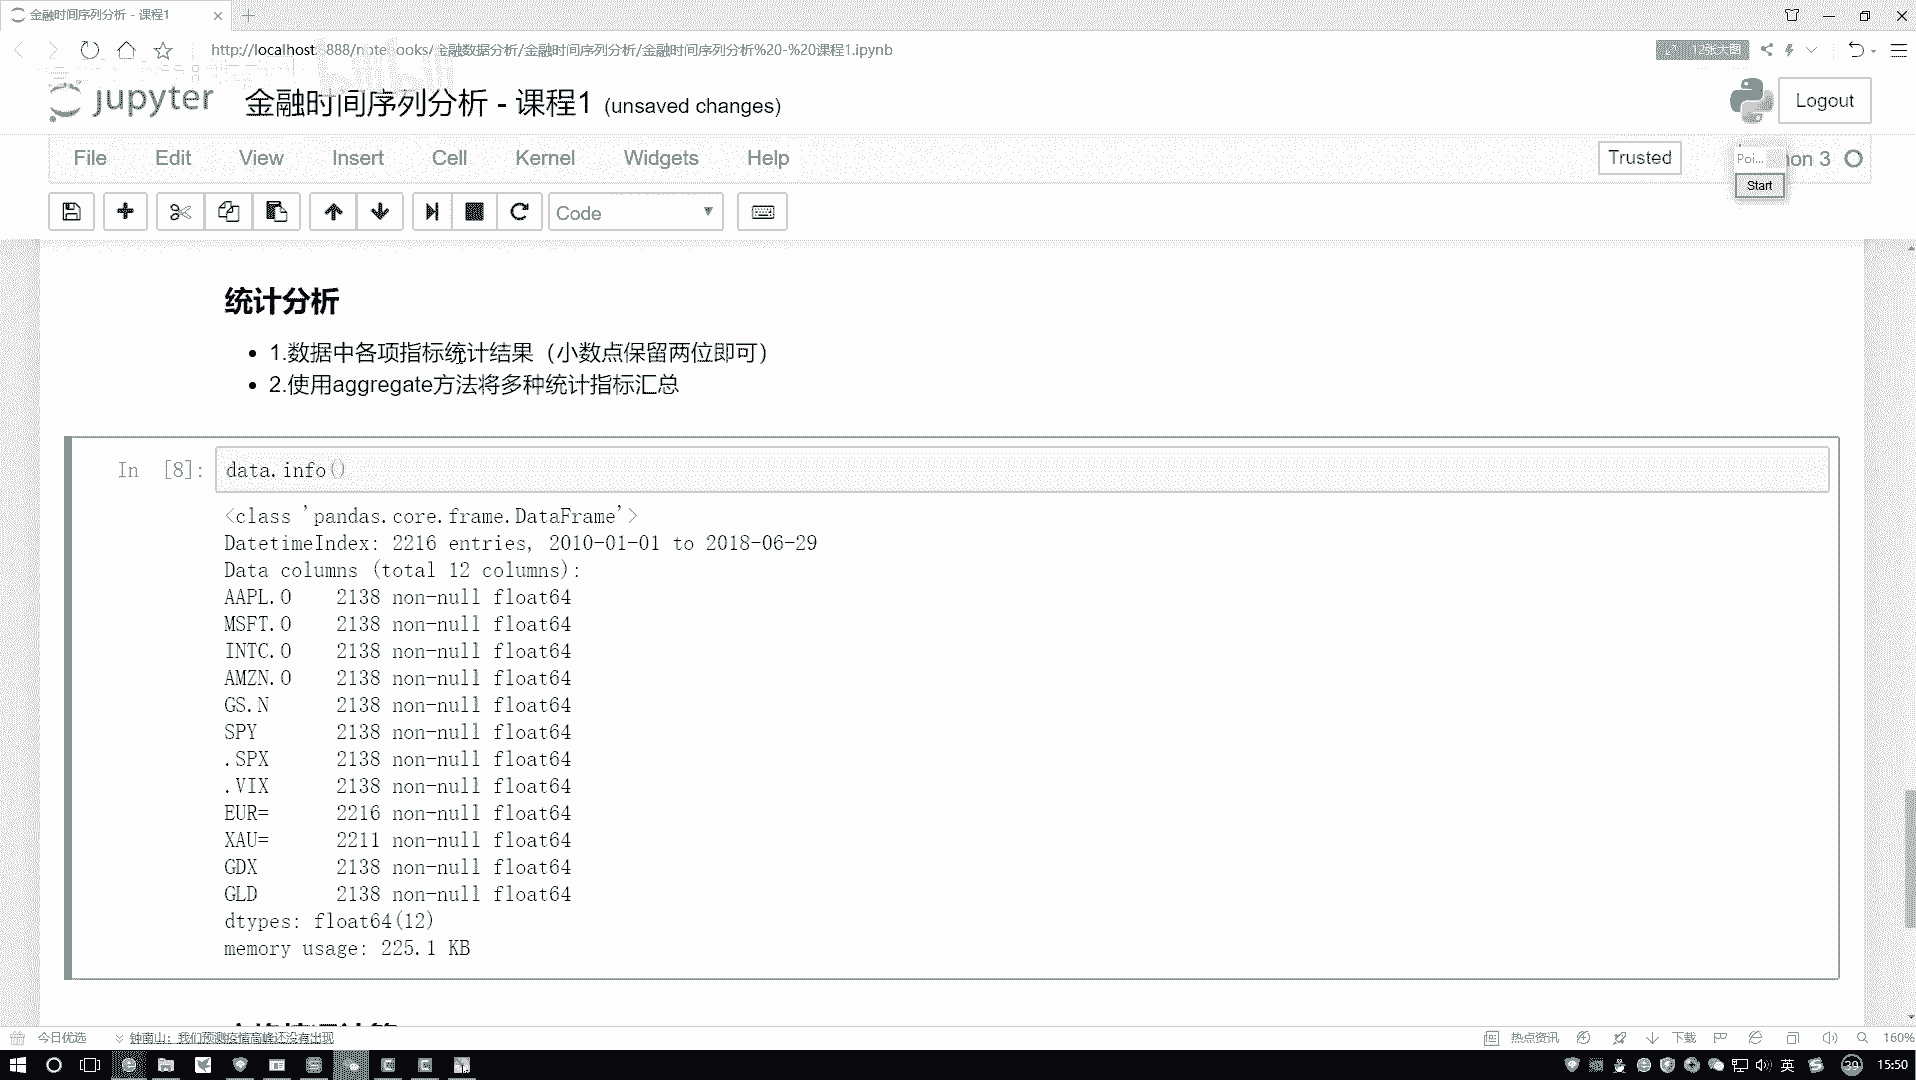 金融时间序列分析 - 课程1
http://localhost:8888/notebooks/金融数据分析/金融时间序列分析/金融时间序列分析%20-%20课程1.ipynb
12张大图
jupyter
金融时间序列分析 - 课程1 (unsaved changes)
Logout
File Edit View Insert Cell Kernel Widgets Help
Trusted
Poi... hon 3
Start
Code
统计分析
1.数据中各项指标统计结果（小数点保留两位即可）
2.使用aggregate方法将多种统计指标汇总
In [8]: data.info()
<class 'pandas.core.frame.DataFrame'>
DatetimeIndex: 2216 entries, 2010-01-01 to 2018-06-29
Data columns (total 12 columns):
AAPL.O 2138 non-null float64
MSFT.O 2138 non-null float64
INTC.O 2138 non-null float64
AMZN.O 2138 non-null float64
GS.N 2138 non-null float64
SPY 2138 non-null float64
.SPX 2138 non-null float64
.VIX 2138 non-null float64
EUR= 2216 non-null float64
XAU= 2211 non-null float64
GDX 2138 non-null float64
GLD 2138 non-null float64
dtypes: float64(12)
memory usage: 225.1 KB
今日优选
钟南山：我们预测疫情高峰还没有出现
热点资讯
下载
160%
英
39
15:50